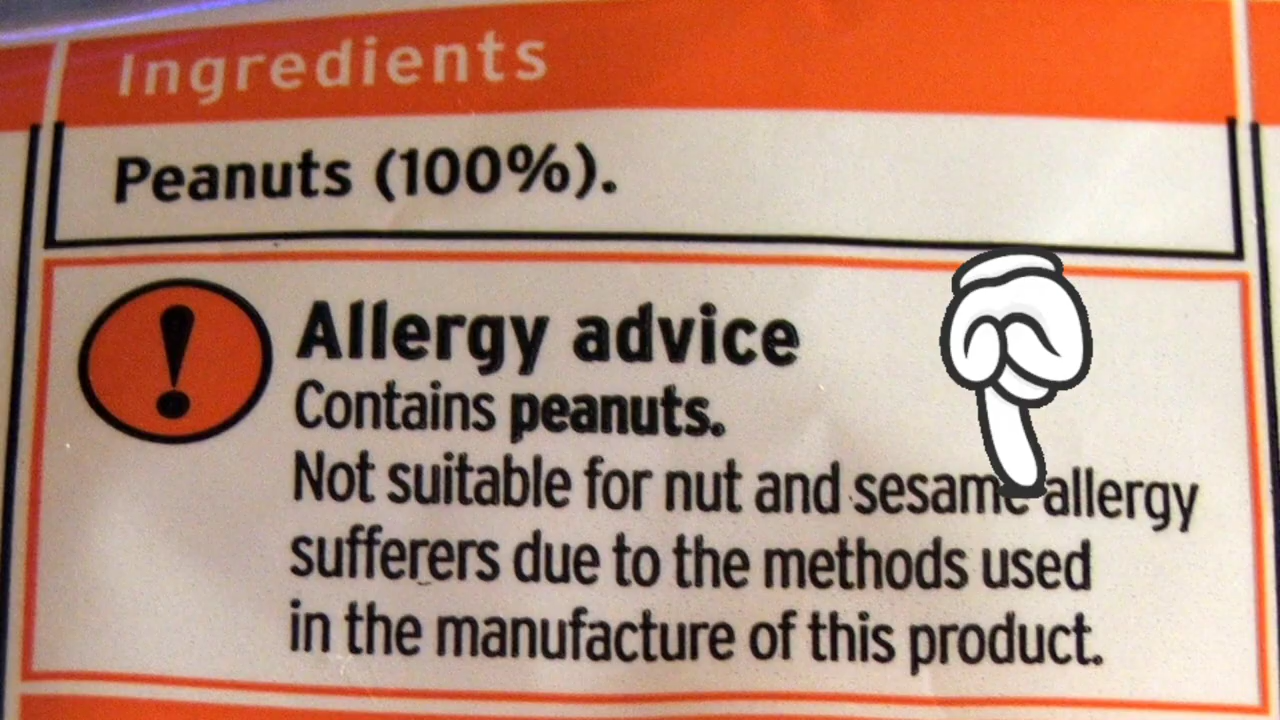 Ingredients
Peanuts (100%).
Allergy advice
Contains peanuts.
Not suitable for nut and sesame allergy
sufferers due to the methods used
in the manufacture of this product.